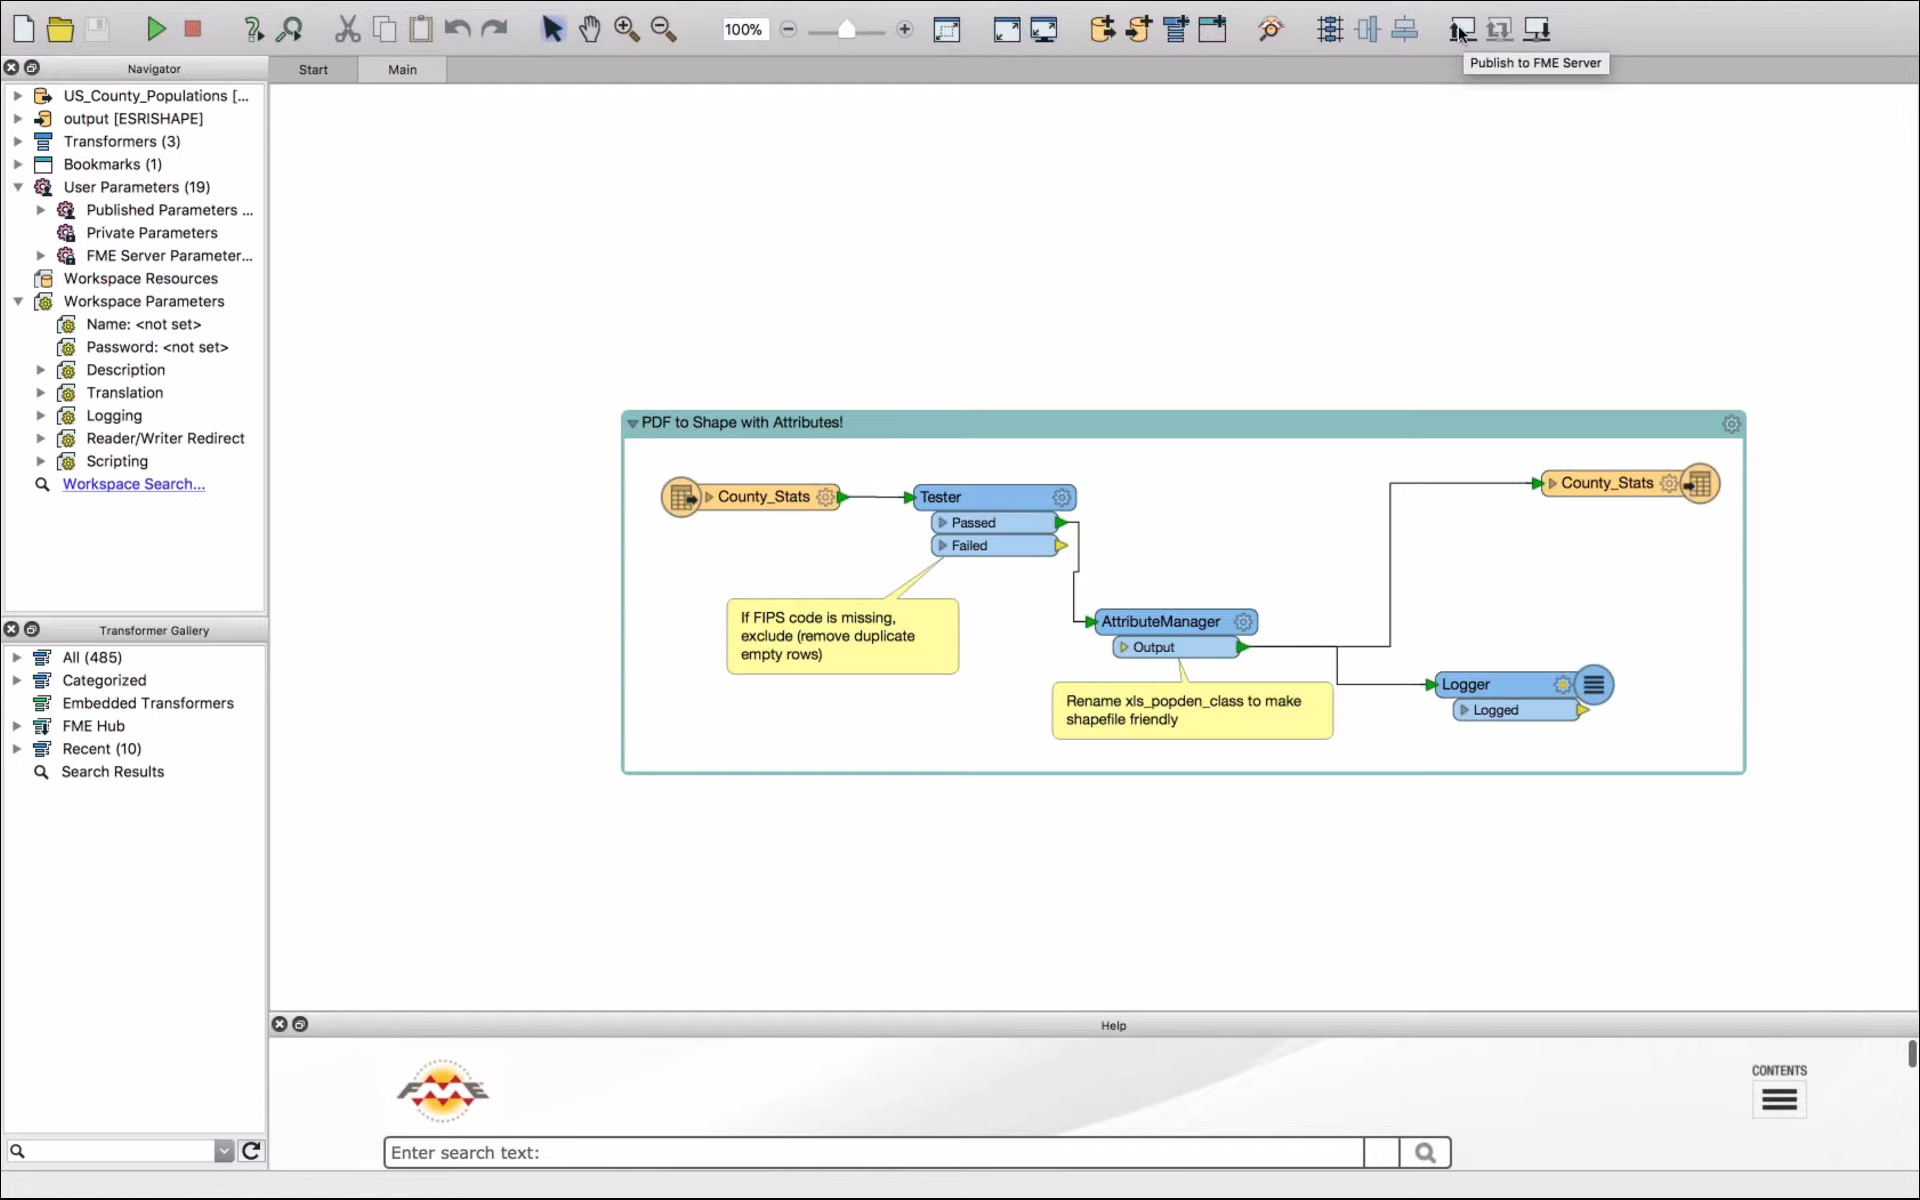 100%
Publish to FME Server
Navigator
Start
Main
US_County_Populations [...
output [ESRISHAPE]
Transformers (3)
Bookmarks (1)
User Parameters (19)
Published Parameters ...
Private Parameters
FME Server Parameter...
Workspace Resources
Workspace Parameters
Name: <not set>
Password: <not set>
Description
Translation
Logging
Reader/Writer Redirect
Scripting
Workspace Search...
PDF to Shape with Attributes!
County_Stats
Tester
Passed
Failed
If FIPS code is missing,
exclude (remove duplicate
empty rows)
AttributeManager
Output
Rename xls_popden_class to make
shapefile friendly
County_Stats
Logger
Logged
Transformer Gallery
All (485)
Categorized
Embedded Transformers
FME Hub
Recent (10)
Search Results
Help
FME
CONTENTS
Enter search text: